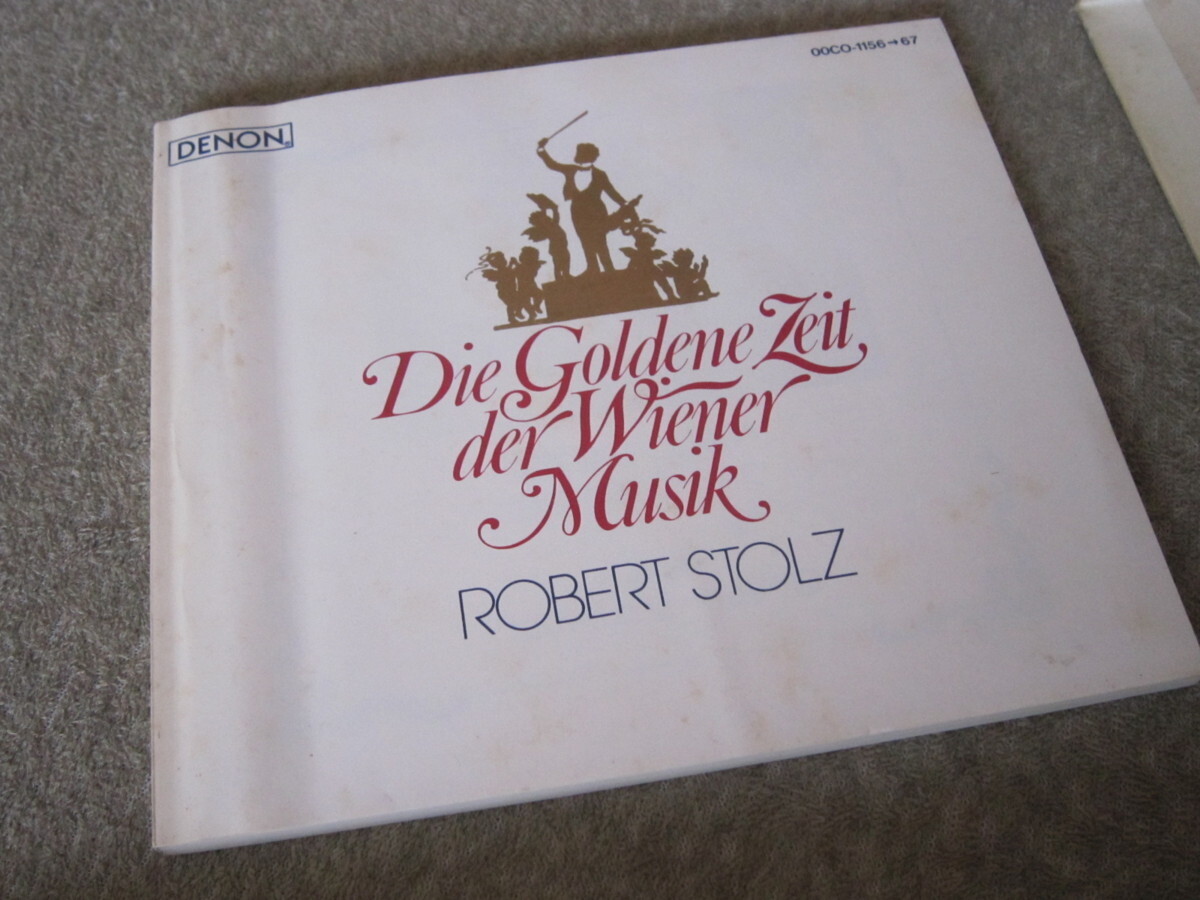 DENON
00CO-1156→67
Die Goldene Zeit
der Wiener
Musik
ROBERT STOLZ